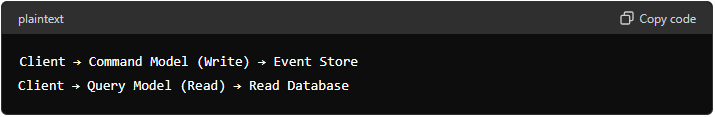 plaintext
Copy code
Client → Command Model (Write) → Event Store
Client → Query Model (Read) → Read Database